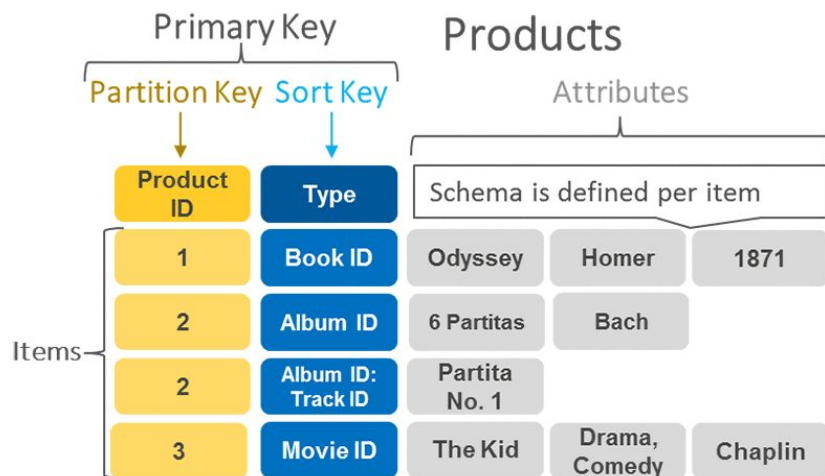 Primary Key
Products
Partition Key
Sort Key
Attributes
Product
ID
Type
Schema is defined per item
1
Book ID
Odyssey
Homer
1871
2
Album ID
6 Partitas
Bach
Items
2
Album ID:
Track ID
Partita
No. 1
3
Movie ID
The Kid
Drama,
Comedy
Chaplin